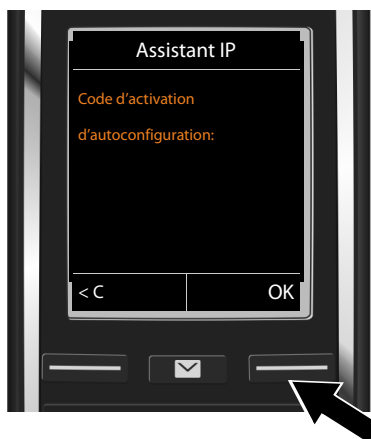 Assistant IP
Code d’activation
d’autoconfiguration:
< C
OK